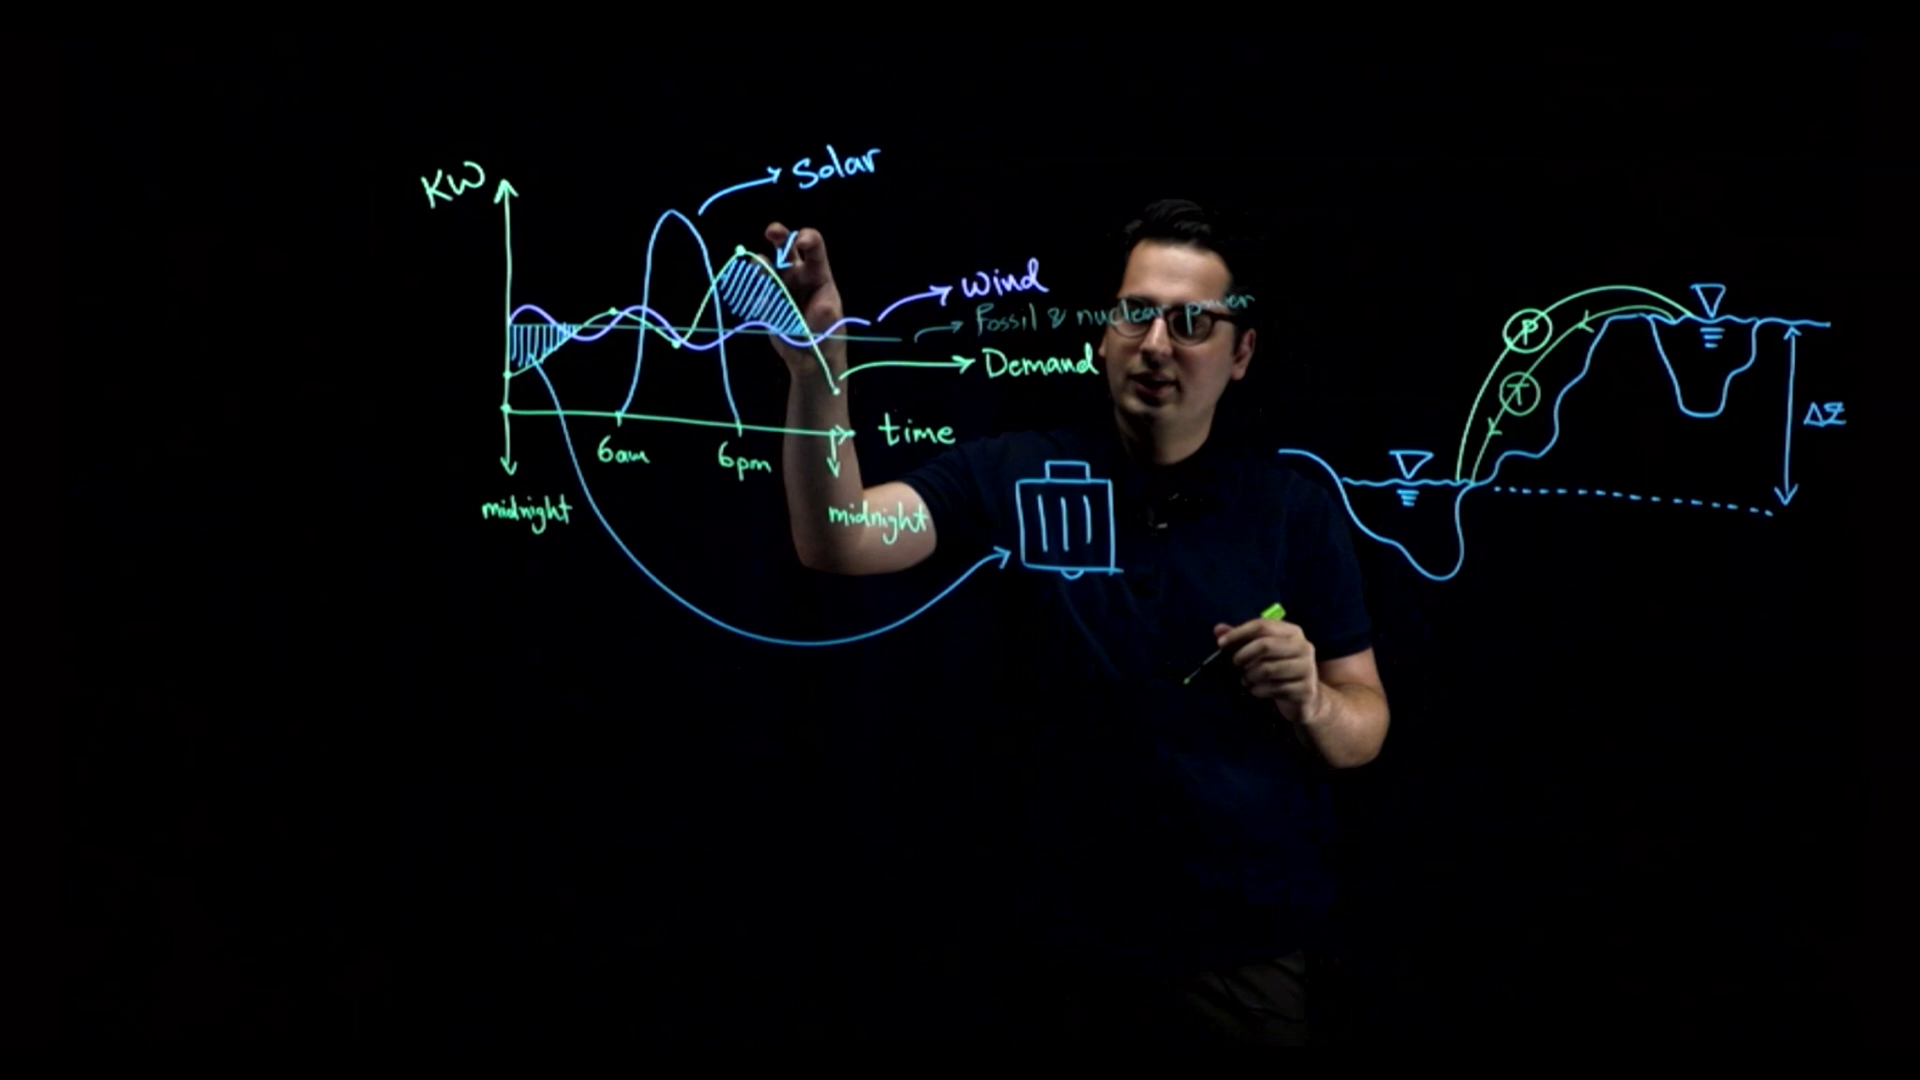 KW
Solar
Wind
Fossil & nuclear power
Demand
time
6am
6pm
midnight
midnight
P
T
ΔZ